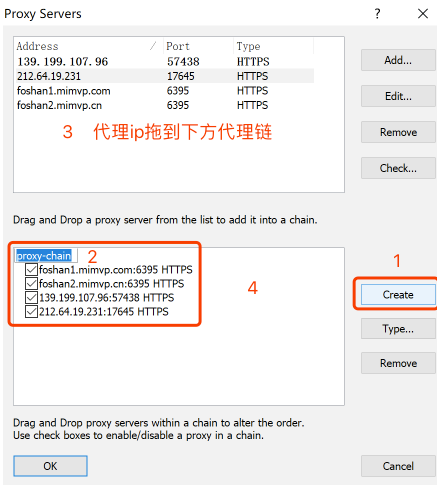 Proxy Servers ? ×
Address / Port Type
139.199.107.96 57438 HTTPS
212.64.19.231 17645 HTTPS
foshan1.mimvp.com 6395 HTTPS
foshan2.mimvp.cn 6395 HTTPS
3 代理ip拖到下方代理链
Add...
Edit...
Remove
Check...
Drag and Drop a proxy server from the list to add it into a chain.
proxy-chain 2
foshan1.mimvp.com:6395 HTTPS
foshan2.mimvp.cn:6395 HTTPS
139.199.107.96:57438 HTTPS
212.64.19.231:17645 HTTPS
4
1
Create
Type...
Remove
Drag and Drop proxy servers within a chain to alter the order.
Use check boxes to enable/disable a proxy in a chain.
OK
Cancel